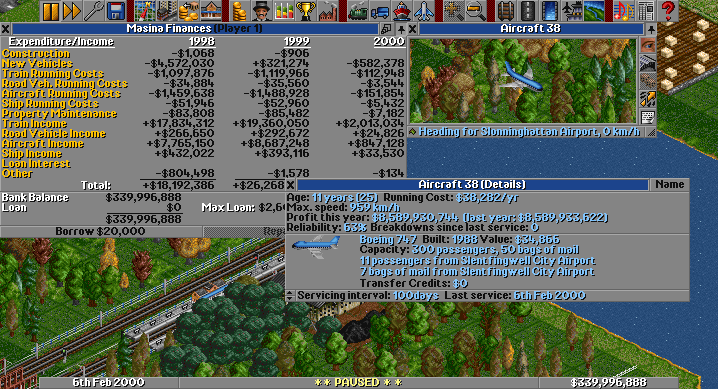 Masina Finances (Player 1)
Expenditure/Income 1998 1999 2000
Construction -$1,068 -$906
New Vehicles -$4,572,030 +$321,274 -$582,378
Train Running Costs -$1,097,876 -$1,119,966 -$112,948
Road Veh. Running Costs -$34,884 -$35,560 -$3,544
Aircraft Running Costs -$1,459,638 -$1,488,928 -$151,854
Ship Running Costs -$51,946 -$52,960 -$5,432
Property Maintenance -$83,808 -$85,482 -$7,182
Train Income +$17,834,312 +$19,360,050 +$2,013,034
Road Vehicle Income +$266,650 +$292,672 +$24,826
Aircraft Income +$7,765,150 +$8,687,248 +$847,128
Ship Income +$432,022 +$393,116 +$33,530
Loan Interest
Other -$804,498 -$1,578 -$134
Total: +$18,192,386 +$26,268
Bank Balance $339,996,888
Loan $0 Max Loan: $2,6
$339,996,888
Borrow $20,000 Rep
Aircraft 38
Heading for Slonninghattan Airport, 0 km/h
Aircraft 38 (Details) Name
Age: 11 years (25) Running Cost: $38,282/yr
Max. speed: 959 km/h
Profit this year: $8,589,930,744 (last year: $8,589,933,622)
Reliability: 63% Breakdowns since last service: 0
Boeing 747 Built: 1988 Value: $34,866
Capacity: 300 passengers, 50 bags of mail
11 passengers from Slentfingwell City Airport
7 bags of mail from Slentfingwell City Airport
Transfer Credits: $0
Servicing interval: 100days Last service: 6th Feb 2000
6th Feb 2000 * * PAUSED * * $339,996,888